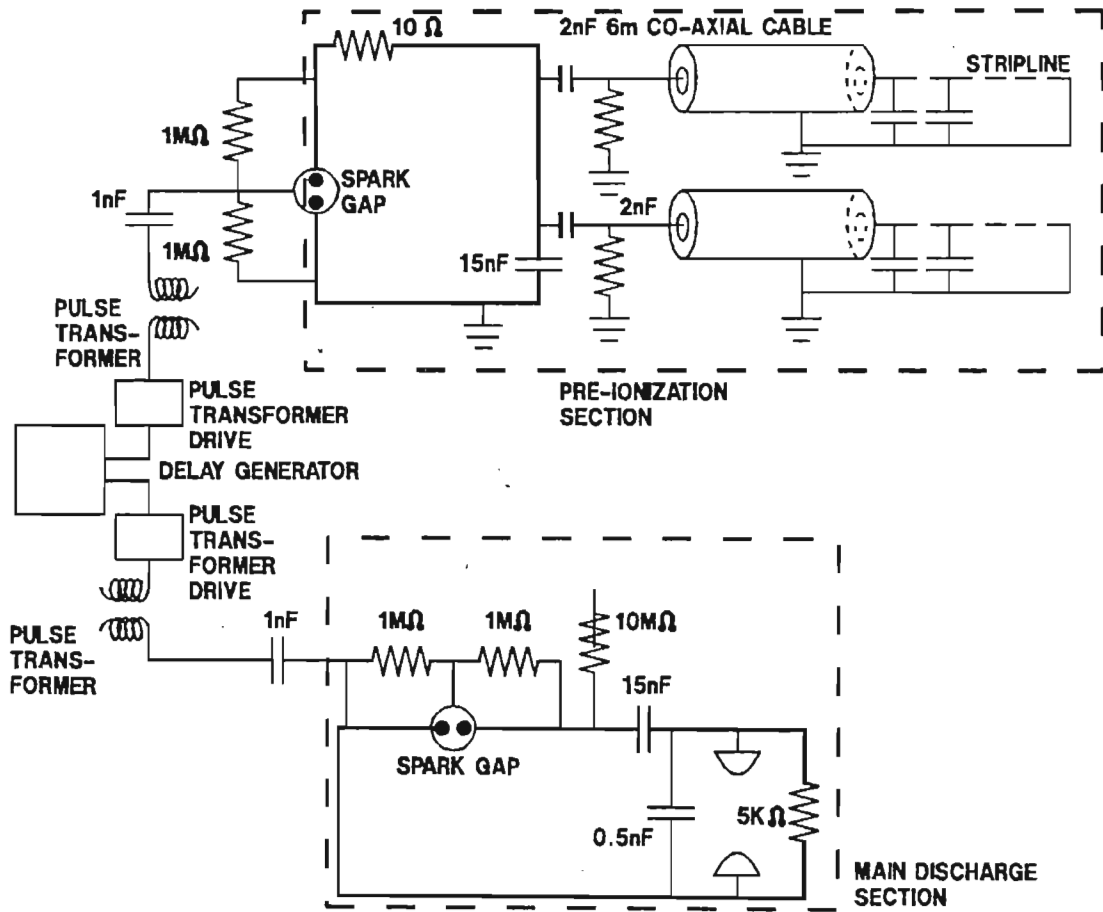 10 Ω
2nF 6m CO-AXIAL CABLE
STRIPLINE
1MΩ
SPARK
GAP
1nF
1MΩ
2nF
15nF
PULSE
TRANS-
FORMER
PULSE
TRANSFORMER
DRIVE
PRE-IONIZATION
SECTION
DELAY GENERATOR
PULSE
TRANS-
FORMER
DRIVE
PULSE
TRANS-
FORMER
1nF
1MΩ
1MΩ
10MΩ
15nF
SPARK GAP
0.5nF
5KΩ
MAIN DISCHARGE
SECTION